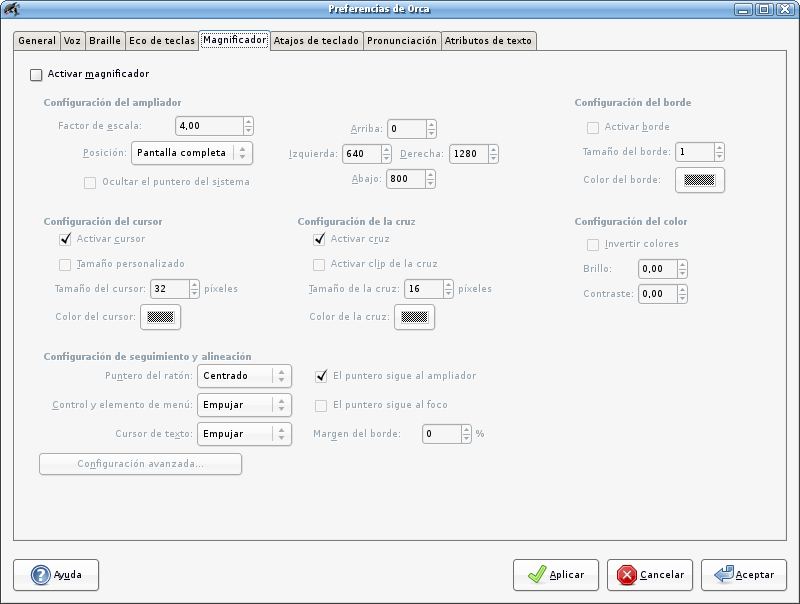 Preferencias de Orca
General Voz Braille Eco de teclas Magnificador Atajos de teclado Pronunciación Atributos de texto
Activar magnificador
Configuración del ampliador
Factor de escala: 4,00
Posición: Pantalla completa
Ocultar el puntero del sistema
Arriba: 0
Izquierda: 640 Derecha: 1280
Abajo: 800
Configuración del borde
Activar borde
Tamaño del borde: 1
Color del borde:
Configuración del cursor
Activar cursor
Tamaño personalizado
Tamaño del cursor: 32 píxeles
Color del cursor:
Configuración de la cruz
Activar cruz
Activar clip de la cruz
Tamaño de la cruz: 16 píxeles
Color de la cruz:
Configuración del color
Invertir colores
Brillo: 0,00
Contraste: 0,00
Configuración de seguimiento y alineación
Puntero del ratón: Centrado
Control y elemento de menú: Empujar
Cursor de texto: Empujar
El puntero sigue al ampliador
El puntero sigue al foco
Margen del borde: 0 %
Configuración avanzada...
Ayuda Aplicar Cancelar Aceptar